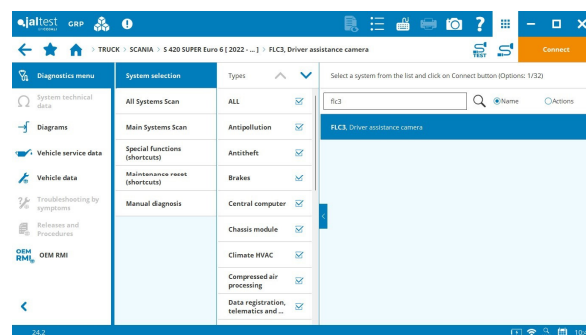 jaltest GRP
TRUCK > SCANIA > S 420 SUPER Euro 6 [ 2022 - ... ] > FLC3, Driver assistance camera
TEST
Connect
Diagnostics menu
System technical data
Diagrams
Vehicle service data
Vehicle data
Troubleshooting by symptoms
Releases and Procedures
OEM RMI OEM RMI
System selection
All Systems Scan
Main Systems Scan
Special functions (shortcuts)
Maintenance reset (shortcuts)
Manual diagnosis
Types
ALL
Antipollution
Antitheft
Brakes
Central computer
Chassis module
Climate HVAC
Compressed air processing
Data registration, telematics and ...
Select a system from the list and click on Connect button (Options: 1/32)
flc3
Name
Actions
FLC3, Driver assistance camera
24.2